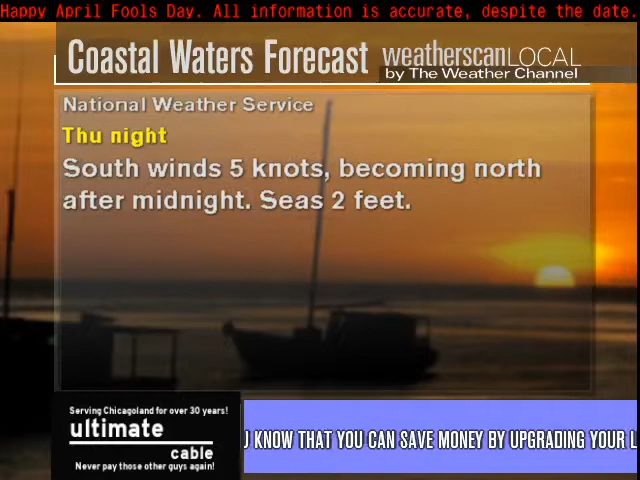 Happy April Fools Day. All information is accurate, despite the date.
Coastal Waters Forecast weatherscanLOCAL
by The Weather Channel
National Weather Service
Thu night
South winds 5 knots, becoming north
after midnight. Seas 2 feet.
Serving Chicagoland for over 30 years!
ultimate
cable
Never pay those other guys again!
U KNOW THAT YOU CAN SAVE MONEY BY UPGRADING YOUR L